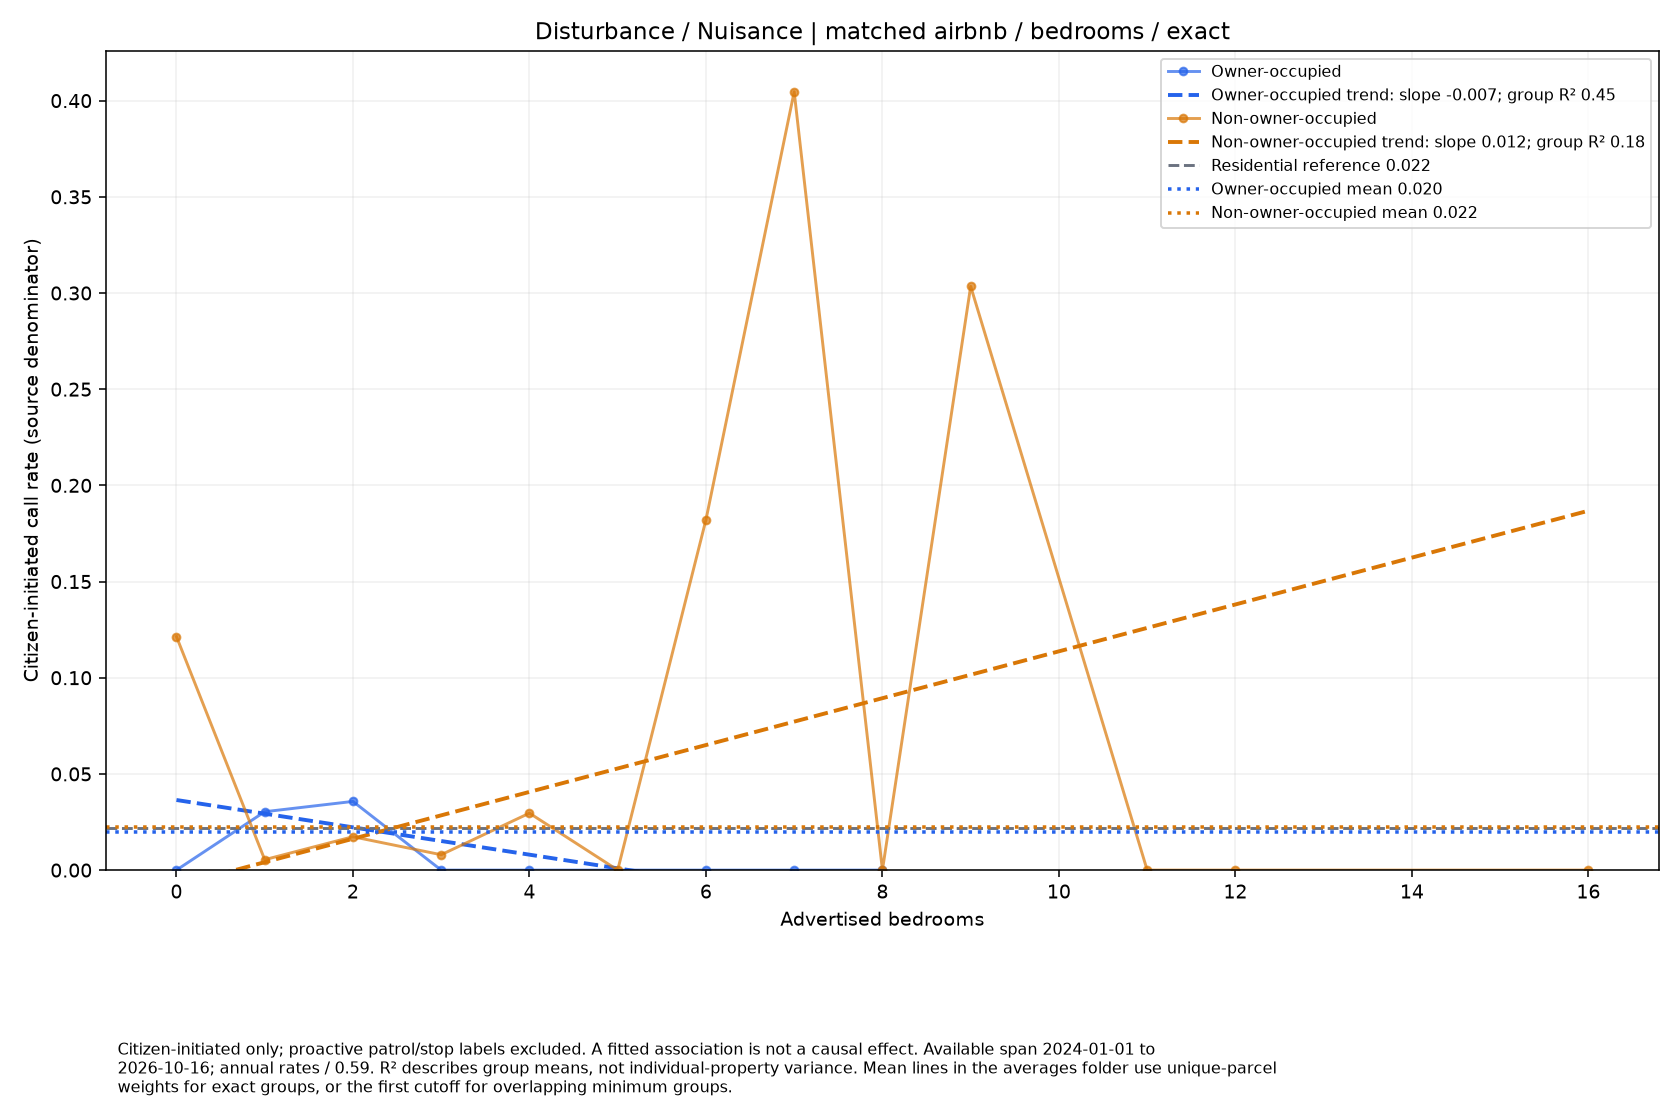 Disturbance / Nuisance | matched airbnb / bedrooms / exact
Owner-occupied
Owner-occupied trend: slope -0.007; group R² 0.45
Non-owner-occupied
Non-owner-occupied trend: slope 0.012; group R² 0.18
Residential reference 0.022
Owner-occupied mean 0.020
Non-owner-occupied mean 0.022
Citizen-initiated call rate (source denominator)
0.40
0.35
0.30
0.25
0.20
0.15
0.10
0.05
0.00
0 2 4 6 8 10 12 14 16
Advertised bedrooms
Citizen-initiated only; proactive patrol/stop labels excluded. A fitted association is not a causal effect. Available span 2024-01-01 to
2026-10-16; annual rates / 0.59. R² describes group means, not individual-property variance. Mean lines in the averages folder use unique-parcel
weights for exact groups, or the first cutoff for overlapping minimum groups.